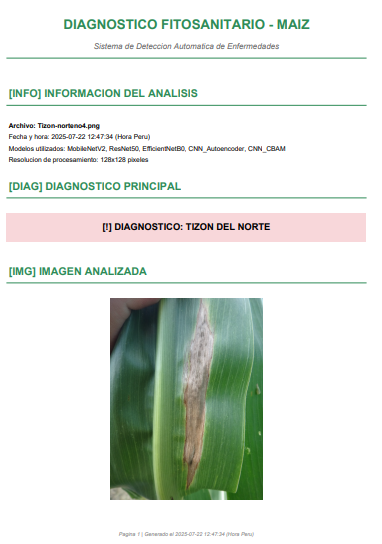 DIAGNOSTICO FITOSANITARIO - MAIZ
Sistema de Deteccion Automatica de Enfermedades
[INFO] INFORMACION DEL ANALISIS
Archivo: Tizon-norteno4.png
Fecha y hora: 2025-07-22 12:47:34 (Hora Peru)
Modelos utilizados: MobileNetV2, ResNet50, EfficientNetB0, CNN_Autoencoder, CNN_CBAM
Resolucion de procesamiento: 128x128 pixeles
[DIAG] DIAGNOSTICO PRINCIPAL
[!] DIAGNOSTICO: TIZON DEL NORTE
[IMG] IMAGEN ANALIZADA
Pagina 1 | Generado el 2025-07-22 12:47:34 (Hora Peru)